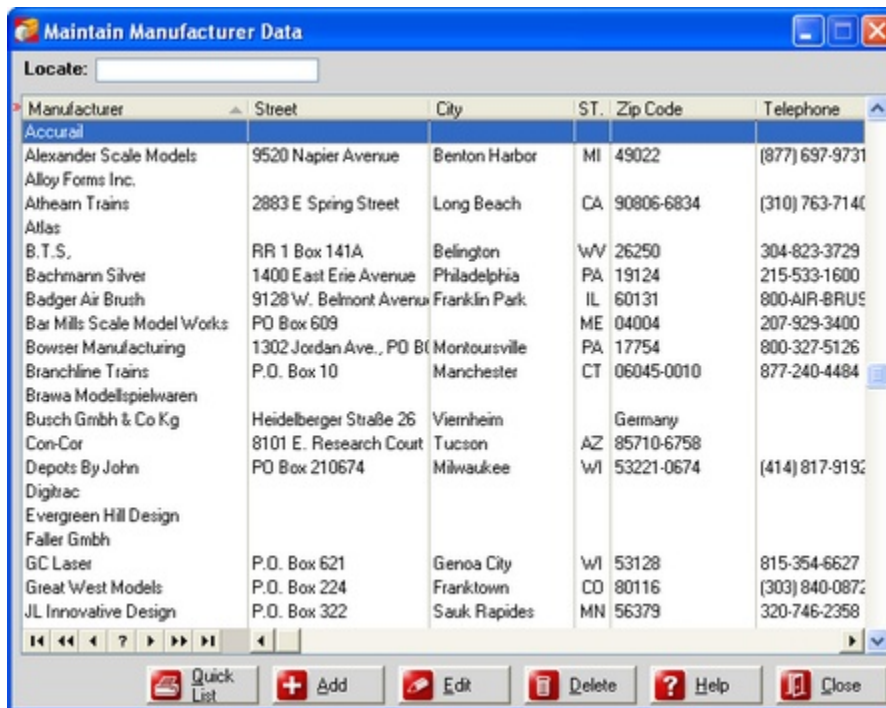 Maintain Manufacturer Data
Locate:
Manufacturer Street City ST. Zip Code Telephone
Accurail
Alexander Scale Models 9520 Napier Avenue Benton Harbor MI 49022 (877) 697-9731
Alloy Forms Inc.
Athearn Trains 2883 E Spring Street Long Beach CA 90806-6834 (310) 763-7140
Atlas
B.T.S, RR 1 Box 141A Belington WV 26250 304-823-3729
Bachmann Silver 1400 East Erie Avenue Philadelphia PA 19124 215-533-1600
Badger Air Brush 9128 W. Belmont Avenu Franklin Park IL 60131 800-AIR-BRUS
Bar Mills Scale Model Works PO Box 609 ME 04004 207-929-3400
Bowser Manufacturing 1302 Jordan Ave., PO BO Montoursville PA 17754 800-327-5126
Branchline Trains P.O. Box 10 Manchester CT 06045-0010 877-240-4484
Brawa Modellspielwaren
Busch Gmbh & Co Kg Heidelberger Straße 26 Viernheim Germany
Con-Cor 8101 E. Research Court Tucson AZ 85710-6758
Depots By John PO Box 210674 Milwaukee WI 53221-0674 (414) 817-9192
Digitrac
Evergreen Hill Design
Faller Gmbh
GC Laser P.O. Box 621 Genoa City WI 53128 815-354-6627
Great West Models P.O. Box 224 Franktown CO 80116 (303) 840-0872
JL Innovative Design P.O. Box 322 Sauk Rapides MN 56379 320-746-2358
?
Quick List Add Edit Delete ? Help Close